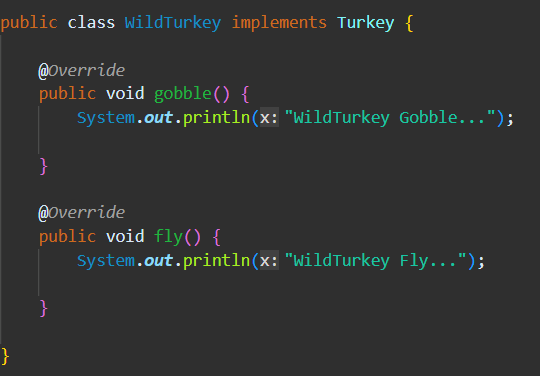 public class WildTurkey implements Turkey {
@Override
public void gobble() {
System.out.println(x: "WildTurkey Gobble...");
}
@Override
public void fly() {
System.out.println(x: "WildTurkey Fly...");
}
}